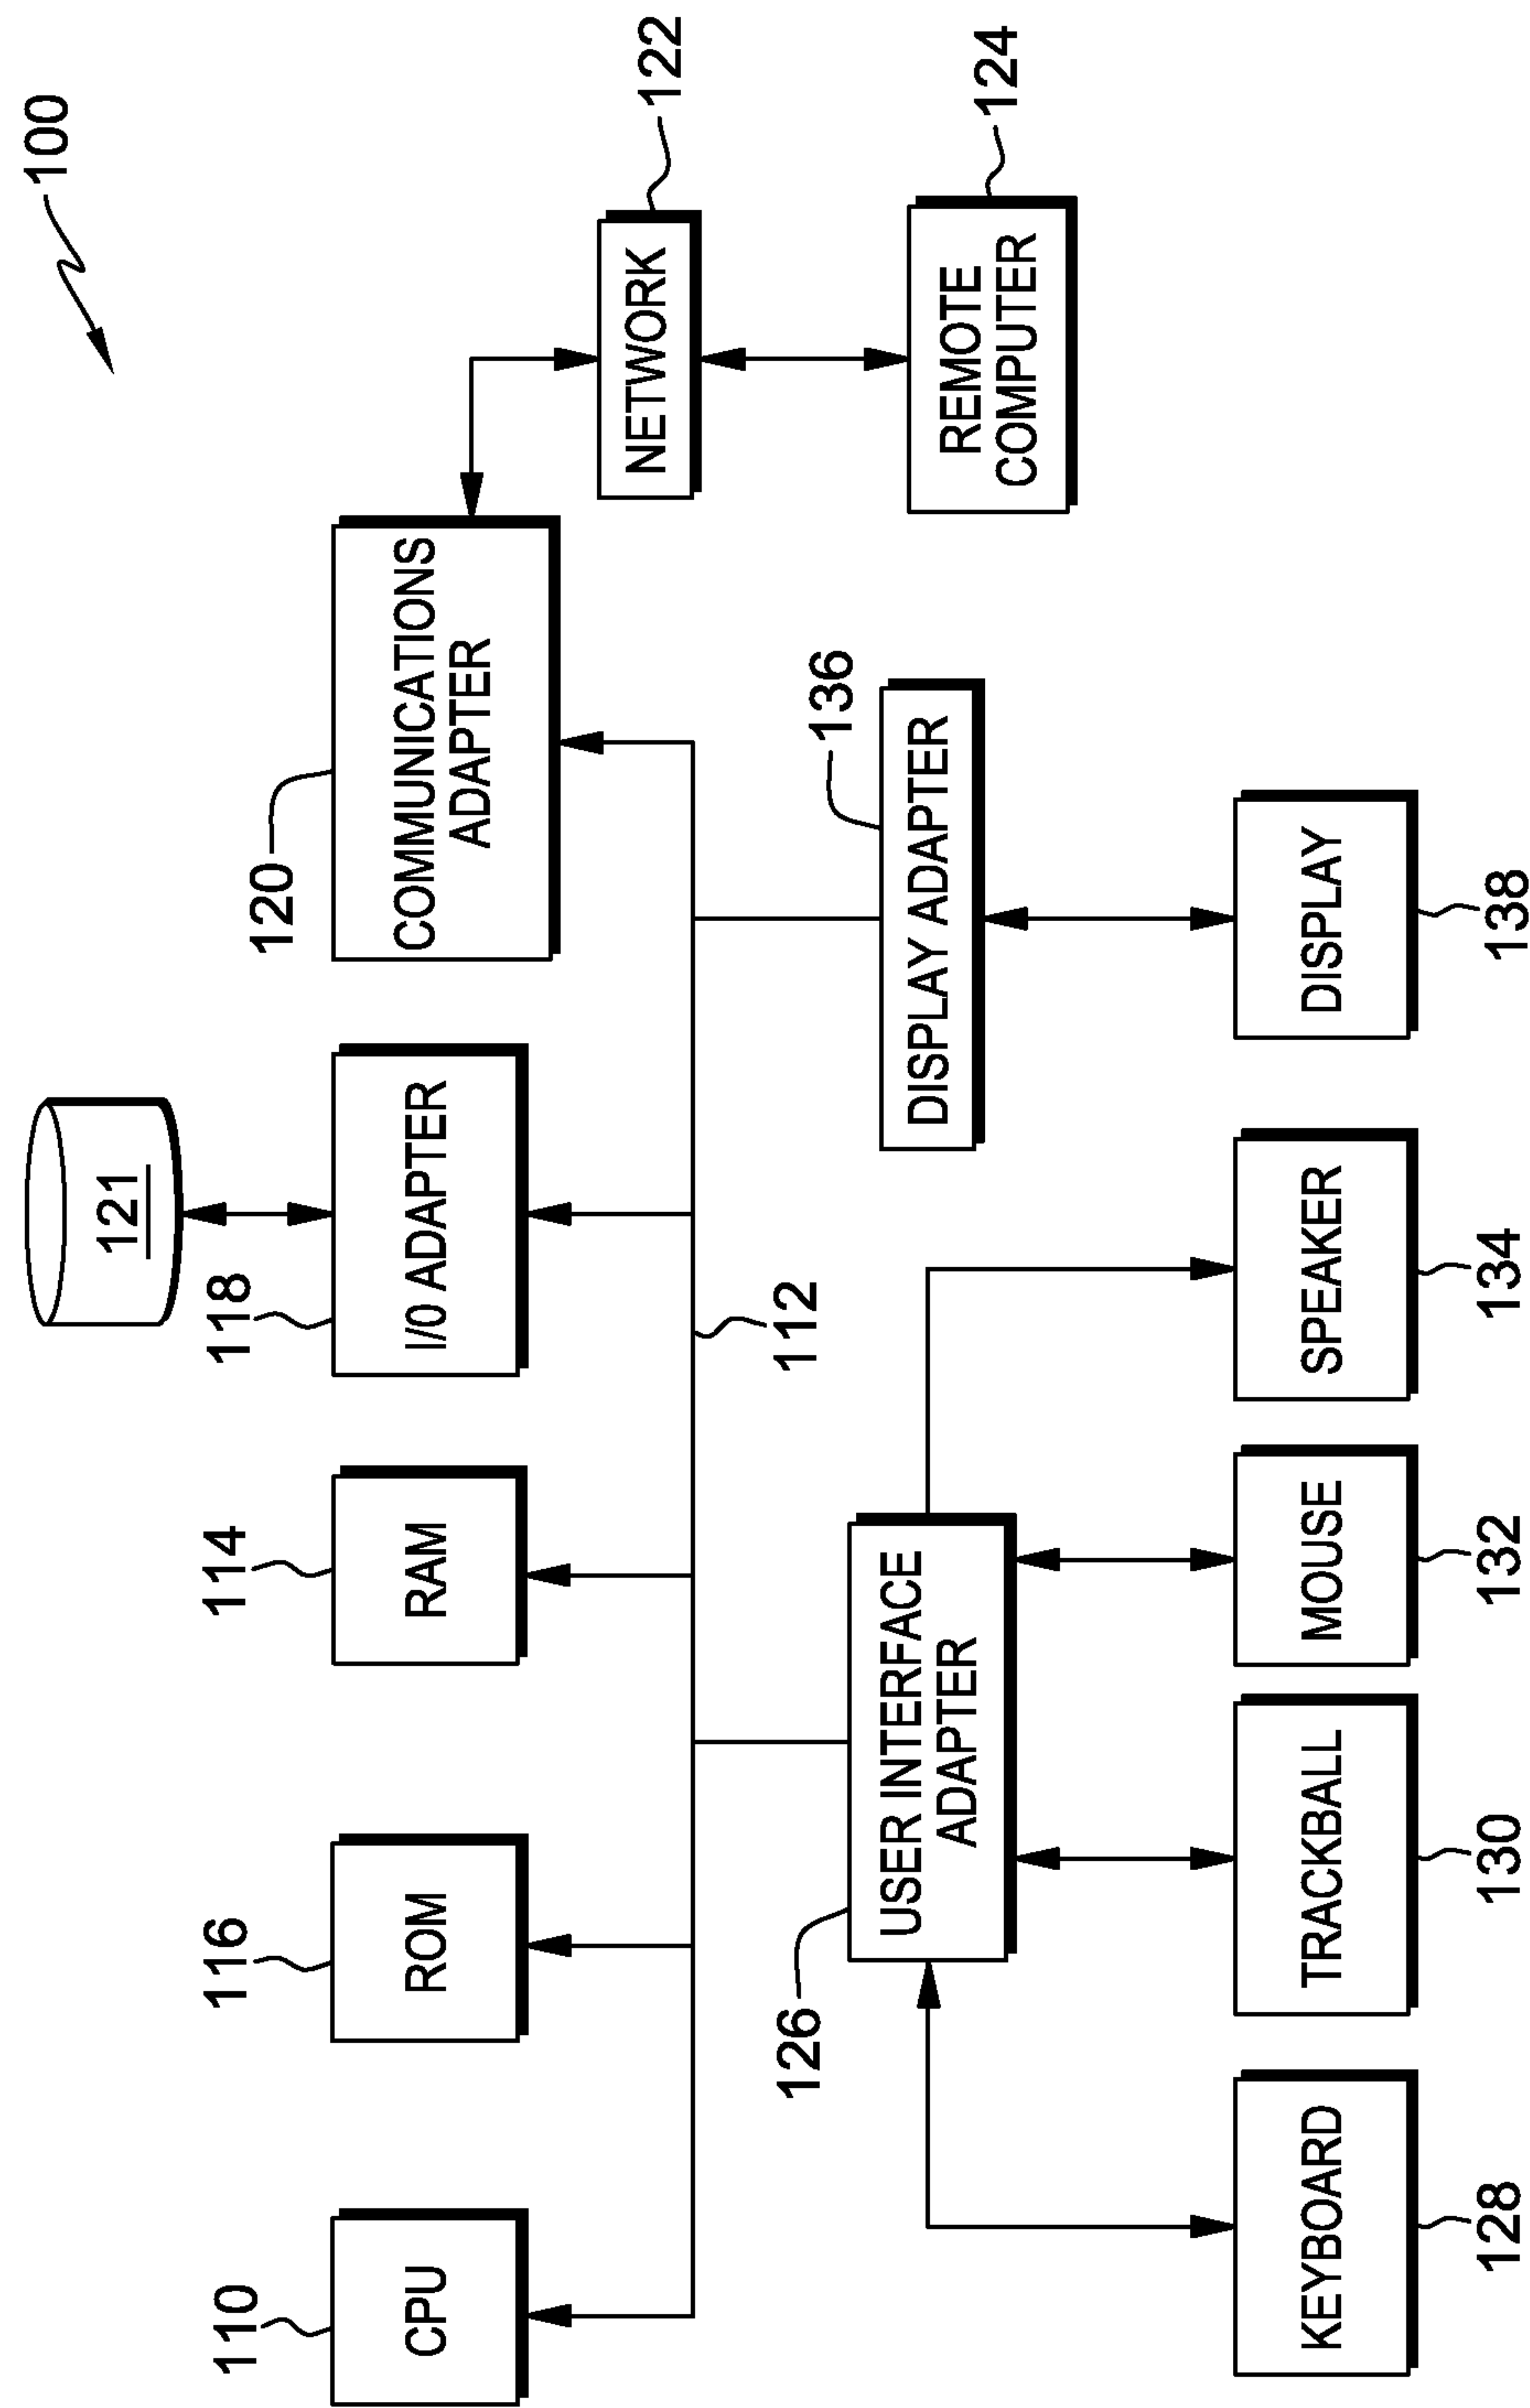 100
121
110
116
114
118
120
CPU
ROM
RAM
I/0 ADAPTER
COMMUNICATIONS
ADAPTER
122
NETWORK
112
124
REMOTE
COMPUTER
126
136
USER INTERFACE
ADAPTER
DISPLAY ADAPTER
KEYBOARD
TRACKBALL
MOUSE
SPEAKER
DISPLAY
128
130
132
134
138